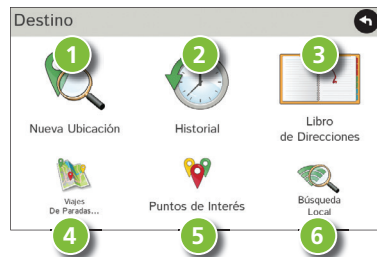 Destino
1
2
3
Nueva Ubicación
Historial
Libro
de Direcciones
Viajes
De Paradas...
Puntos de Interés
Búsqueda
Local
4
5
6